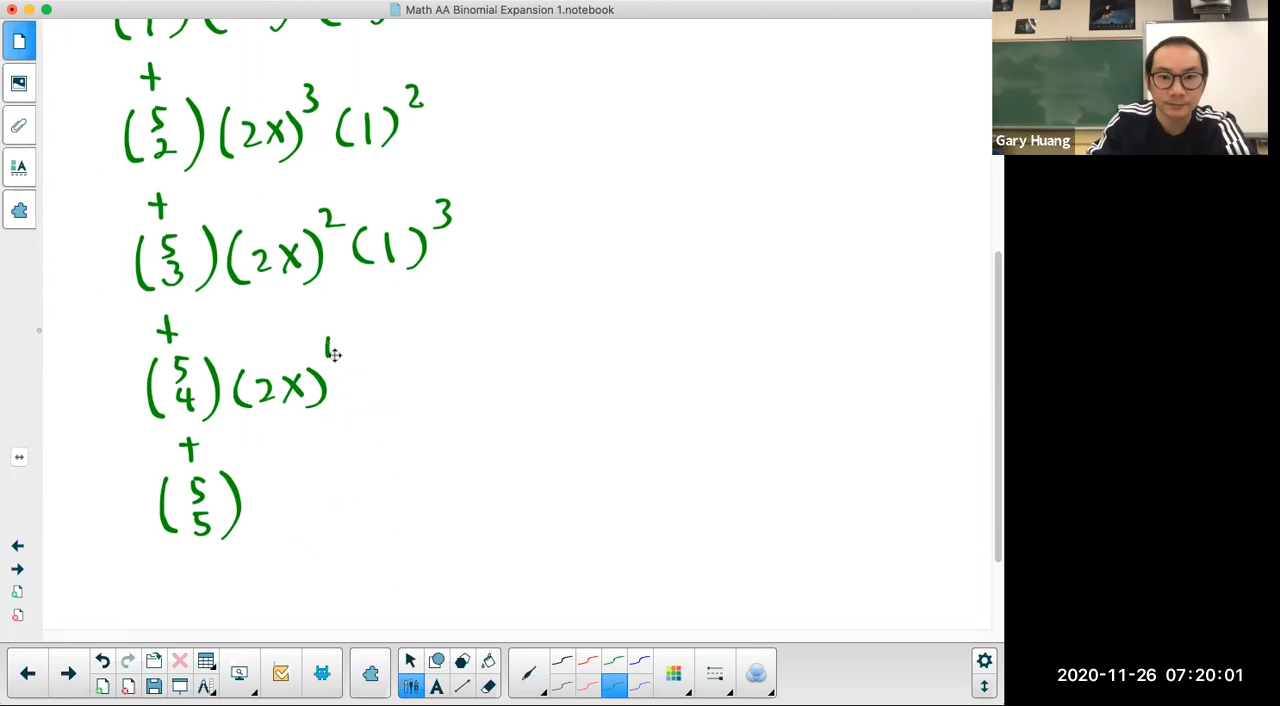 Math AA Binomial Expansion 1.notebook
+
(5 2)(2x)^3 (1)^2
+
(5 3)(2x)^2 (1)^3
+
(5 4)(2x)^1
+
(5 5)
Gary Huang
2020-11-26 07:20:01